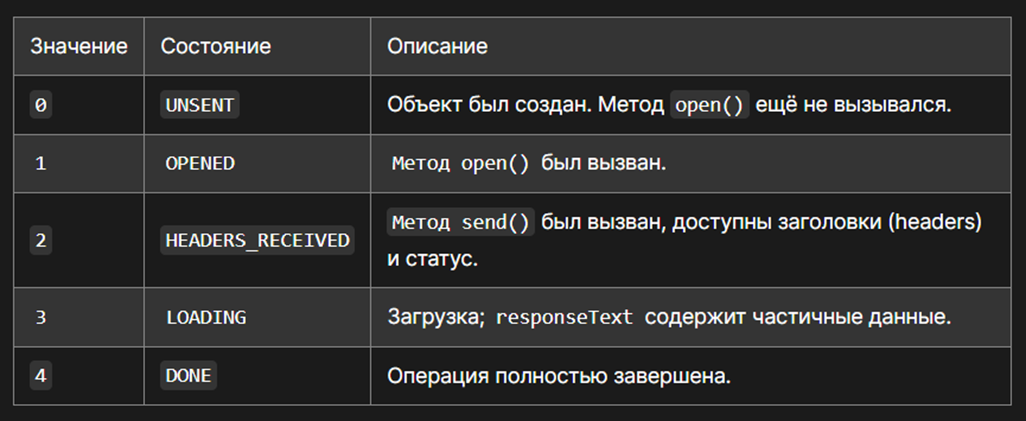 Значение Состояние Описание
0 UNSENT Объект был создан. Метод open() ещё не вызывался.
1 OPENED Метод open() был вызван.
2 HEADERS_RECEIVED Метод send() был вызван, доступны заголовки (headers)
и статус.
3 LOADING Загрузка; responseText содержит частичные данные.
4 DONE Операция полностью завершена.